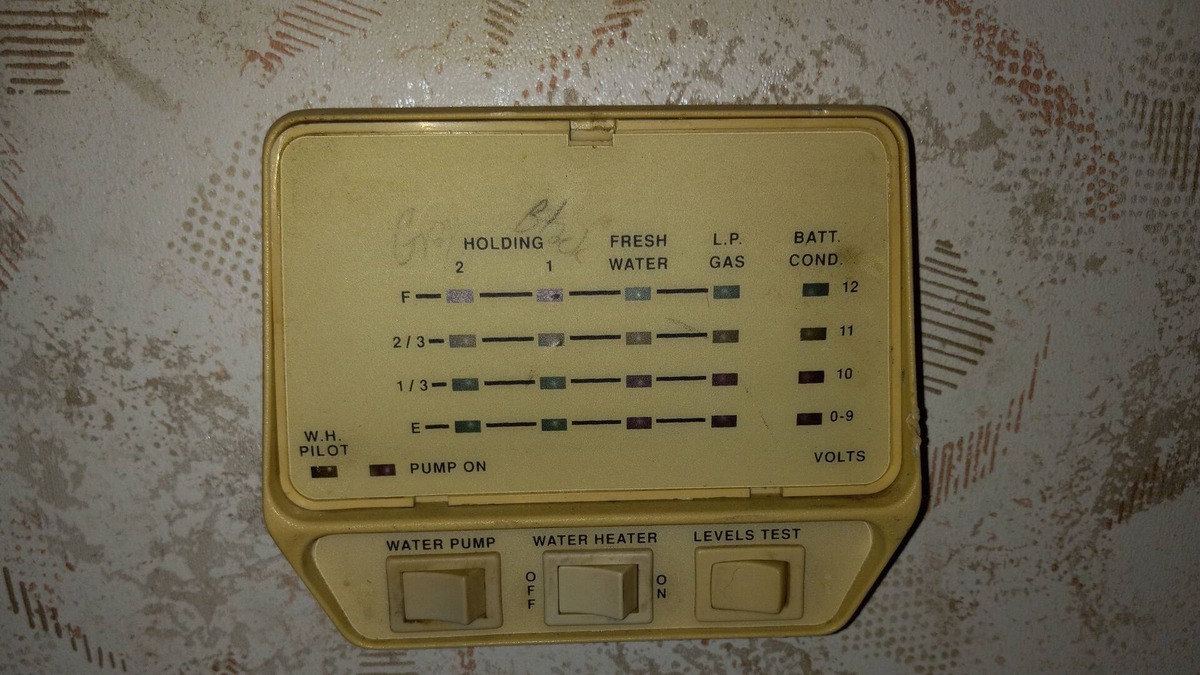 Black
HOLDING FRESH L.P. BATT.
2 1 WATER GAS COND.
F 12
2/3 11
1/3 10
E 0-9
W.H.
PILOT
PUMP ON
VOLTS
WATER PUMP WATER HEATER LEVELS TEST
OFF ON